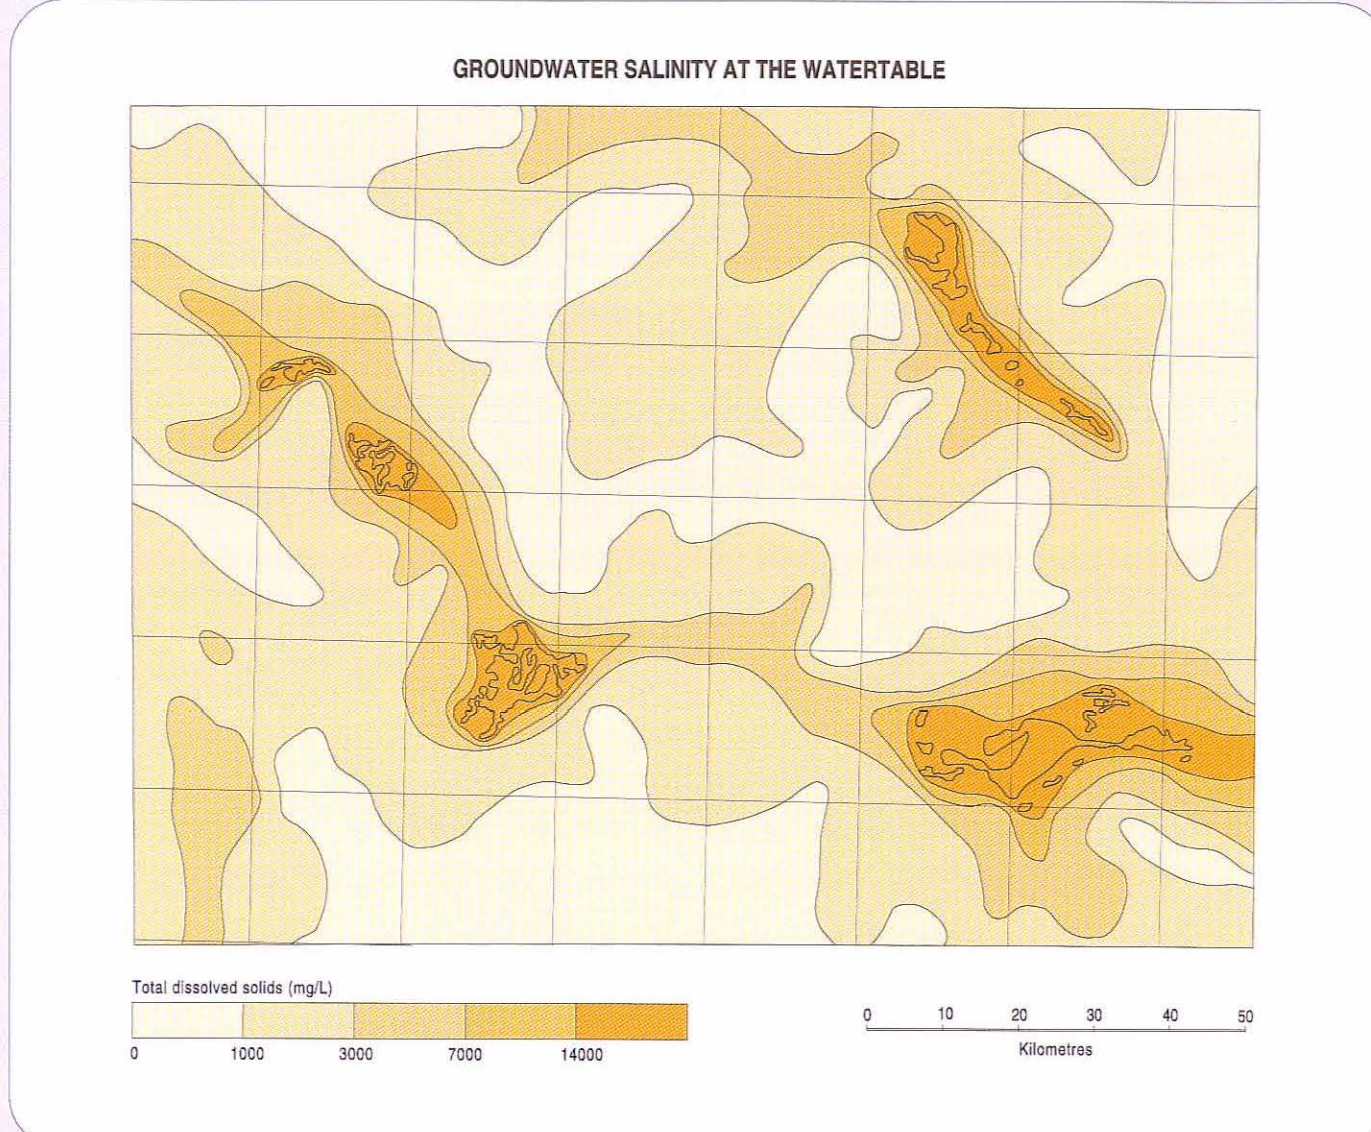 GROUNDWATER SALINITY AT THE WATERTABLE
Total dissolved solids (mg/L)
0 1000 3000 7000 14000
0 10 20 30 40 50
Kilometres